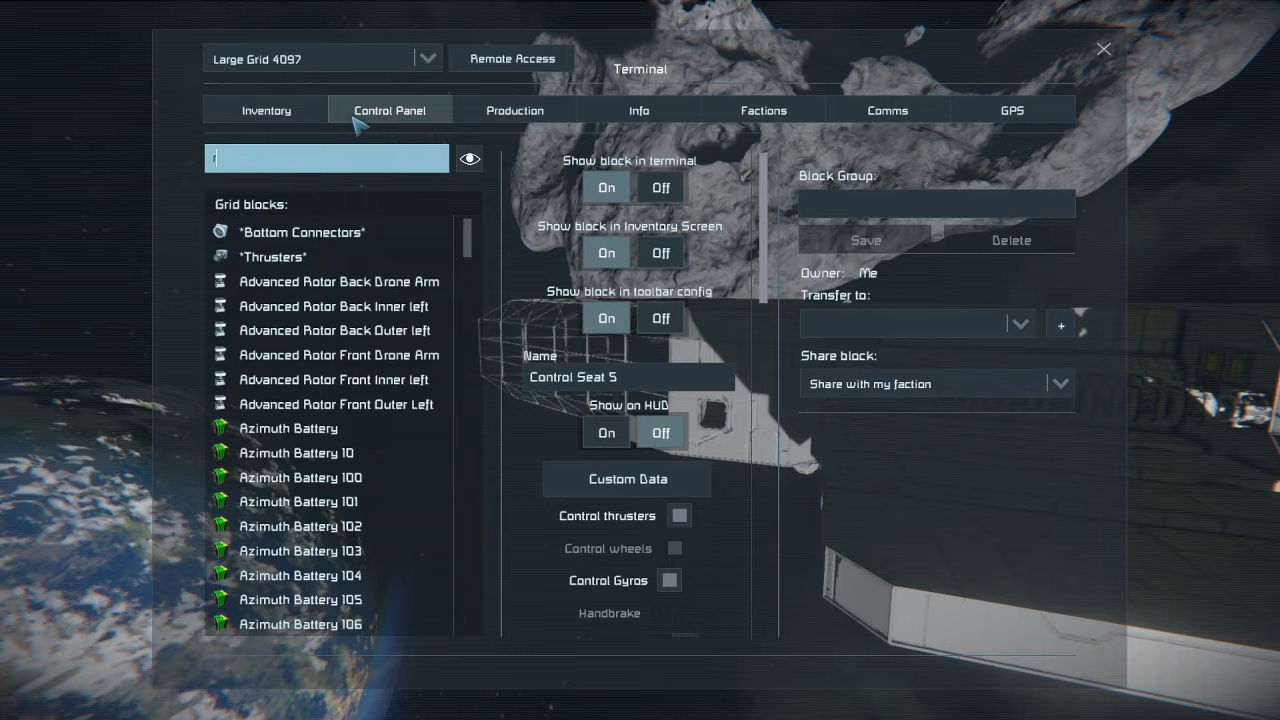 Large Grid 4097
Remote Access
Terminal
Inventory
Control Panel
Production
Info
Factions
Comms
GPS
r
Grid blocks:
*Bottom Connectors*
*Thrusters*
Advanced Rotor Back Drone Arm
Advanced Rotor Back Inner left
Advanced Rotor Back Outer left
Advanced Rotor Front Drone Arm
Advanced Rotor Front Inner left
Advanced Rotor Front Outer Left
Azimuth Battery
Azimuth Battery 10
Azimuth Battery 100
Azimuth Battery 101
Azimuth Battery 102
Azimuth Battery 103
Azimuth Battery 104
Azimuth Battery 105
Azimuth Battery 106
Show block in terminal
On Off
Show block in Inventory Screen
On Off
Show block in toolbar config
On Off
Name
Control Seat 5
Show on HUD
On Off
Custom Data
Control thrusters
Control wheels
Control Gyros
Handbrake
Block Group:
Save Delete
Owner: Me
Transfer to:
+
Share block:
Share with my faction